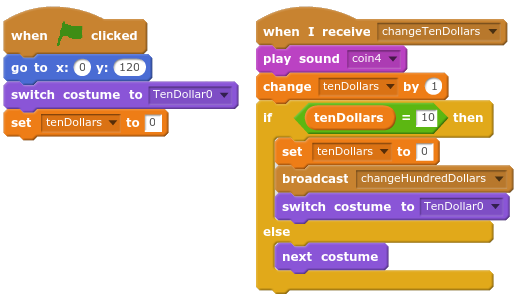 when clicked
go to x: 0 y: 120
switch costume to TenDollar0
set tenDollars to 0
when I receive changeTenDollars
play sound coin4
change tenDollars by 1
if tenDollars = 10 then
set tenDollars to 0
broadcast changeHundredDollars
switch costume to TenDollar0
else
next costume